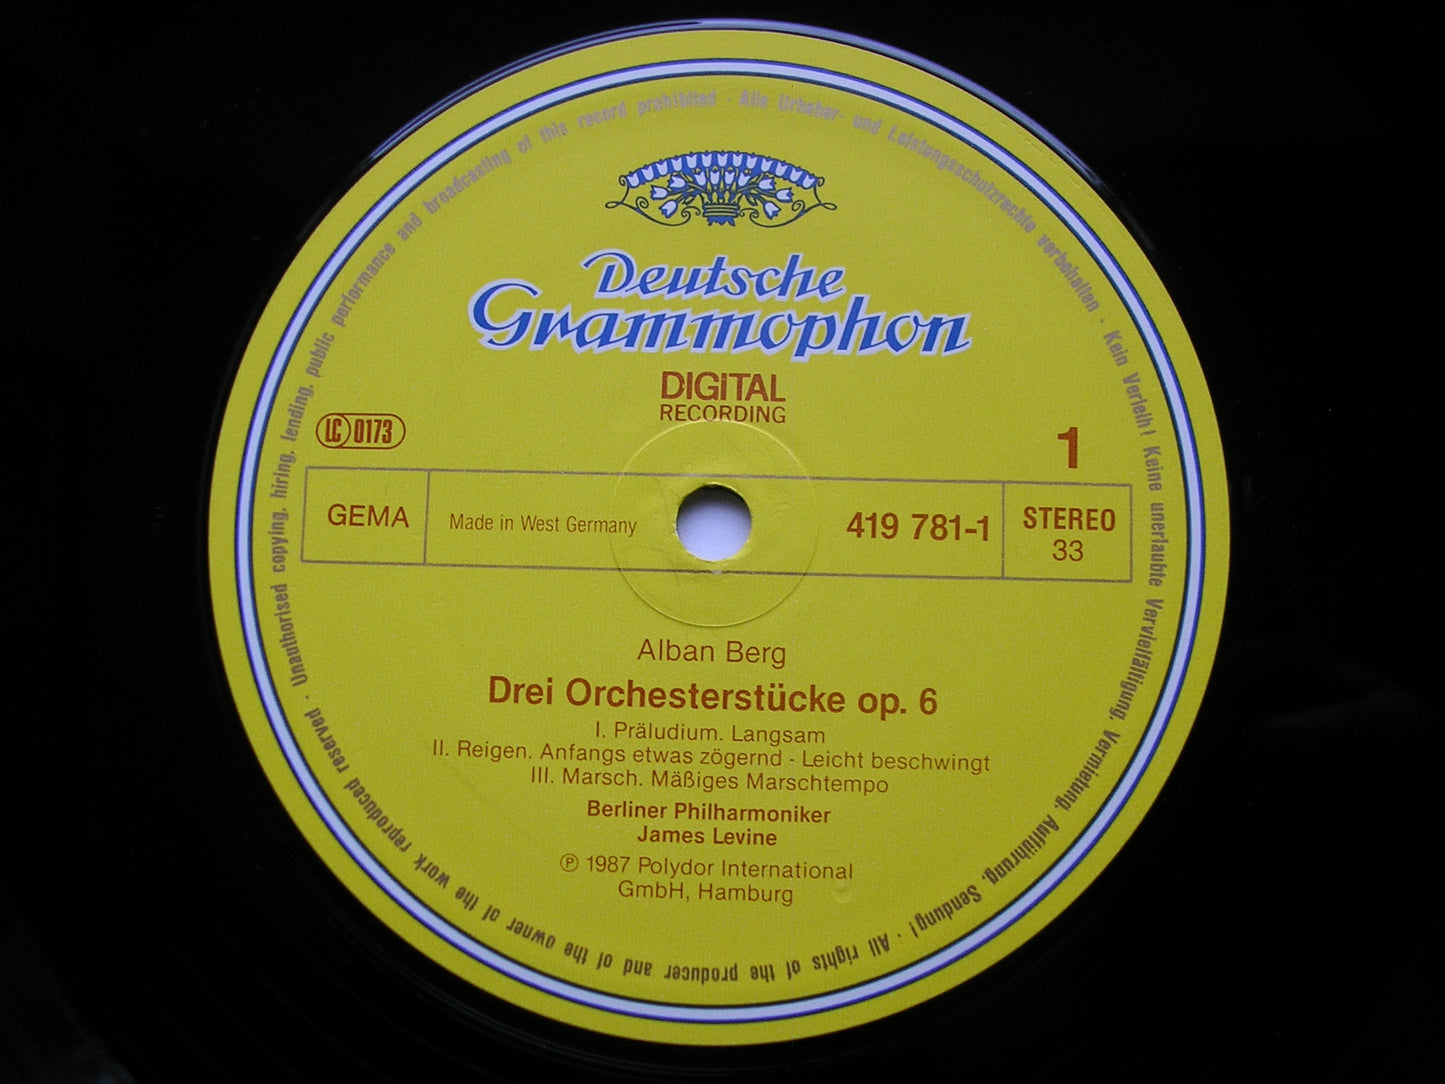 Deutsche
Grammophon
DIGITAL
RECORDING
LC 0173
1
GEMA
Made in West Germany
419 781-1
STEREO
33
Alban Berg
Drei Orchesterstücke op. 6
I. Präludium. Langsam
II. Reigen. Anfangs etwas zögernd - Leicht beschwingt
III. Marsch. Mäßiges Marschtempo
Berliner Philharmoniker
James Levine
℗ 1987 Polydor International
GmbH, Hamburg
Alle Urheber- und Leistungsschutzrechte vorbehalten · Kein Verleih! Keine unerlaubte Vervielfältigung, Vermietung, Aufführung, Sendung! · All rights of the producer and of the owner of the work reproduced reserved · Unauthorised copying, hiring, lending, public performance and broadcasting of this record prohibited ·